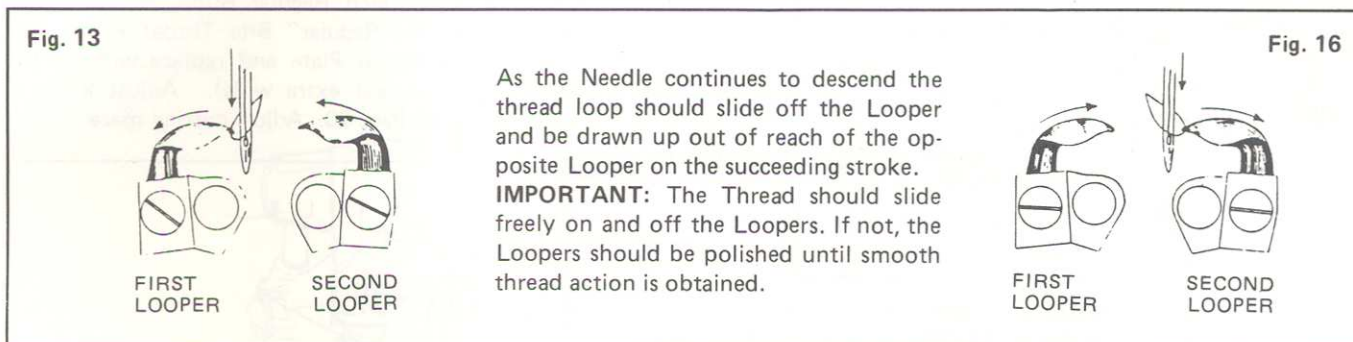 Fig. 13
Fig. 16
As the Needle continues to descend the
thread loop should slide off the Looper
and be drawn up out of reach of the op-
posite Looper on the succeeding stroke.
IMPORTANT: The Thread should slide
freely on and off the Loopers. If not, the
Loopers should be polished until smooth
thread action is obtained.
FIRST
LOOPER
SECOND
LOOPER
FIRST
LOOPER
SECOND
LOOPER